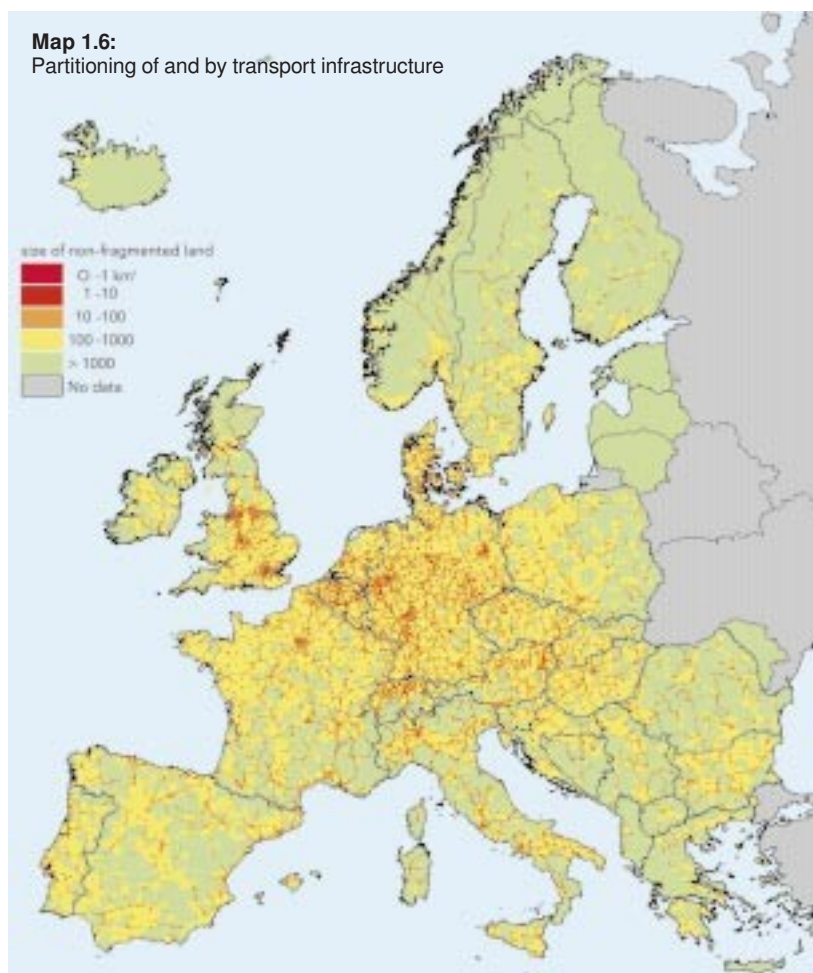 Map 1.6:
Partitioning of and by transport infrastructure
size of non-fragmented land
0 -1 km²
1 -10
10 -100
100 -1000
> 1000
No data